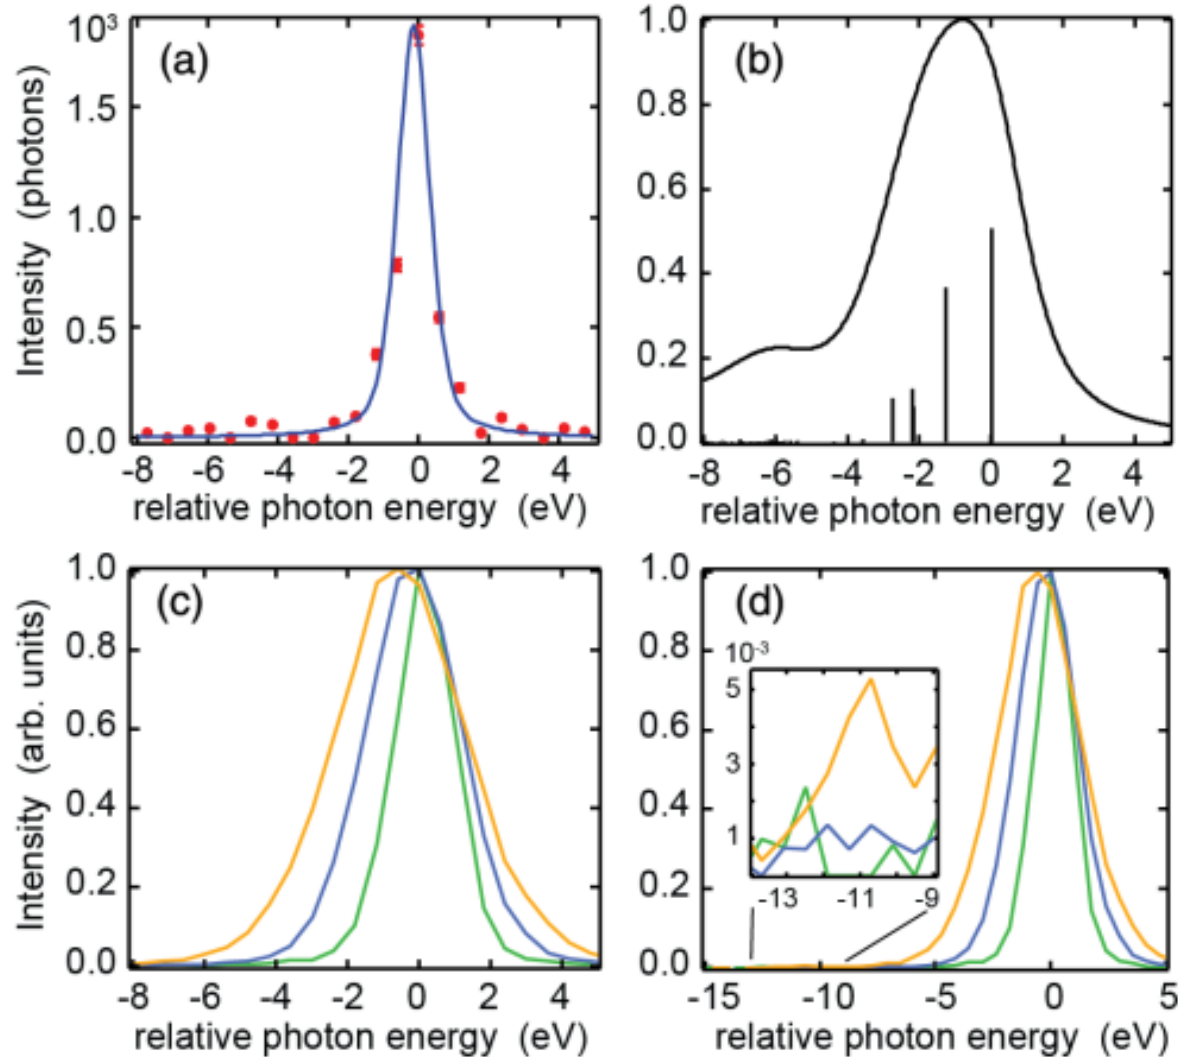 10³
(a)
1.5
1.0
0.5
0.0
Intensity (photons)
-8 -6 -4 -2 0 2 4
relative photon energy (eV)
1.0
(b)
0.8
0.6
0.4
0.2
0.0
-8 -6 -4 -2 0 2 4
relative photon energy (eV)
1.0
(c)
0.8
0.6
0.4
0.2
0.0
Intensity (arb. units)
-8 -6 -4 -2 0 2 4
relative photon energy (eV)
1.0
(d)
0.8
0.6
0.4
0.2
0.0
10⁻³
5
3
1
-13 -11 -9
-15 -10 -5 0 5
relative photon energy (eV)